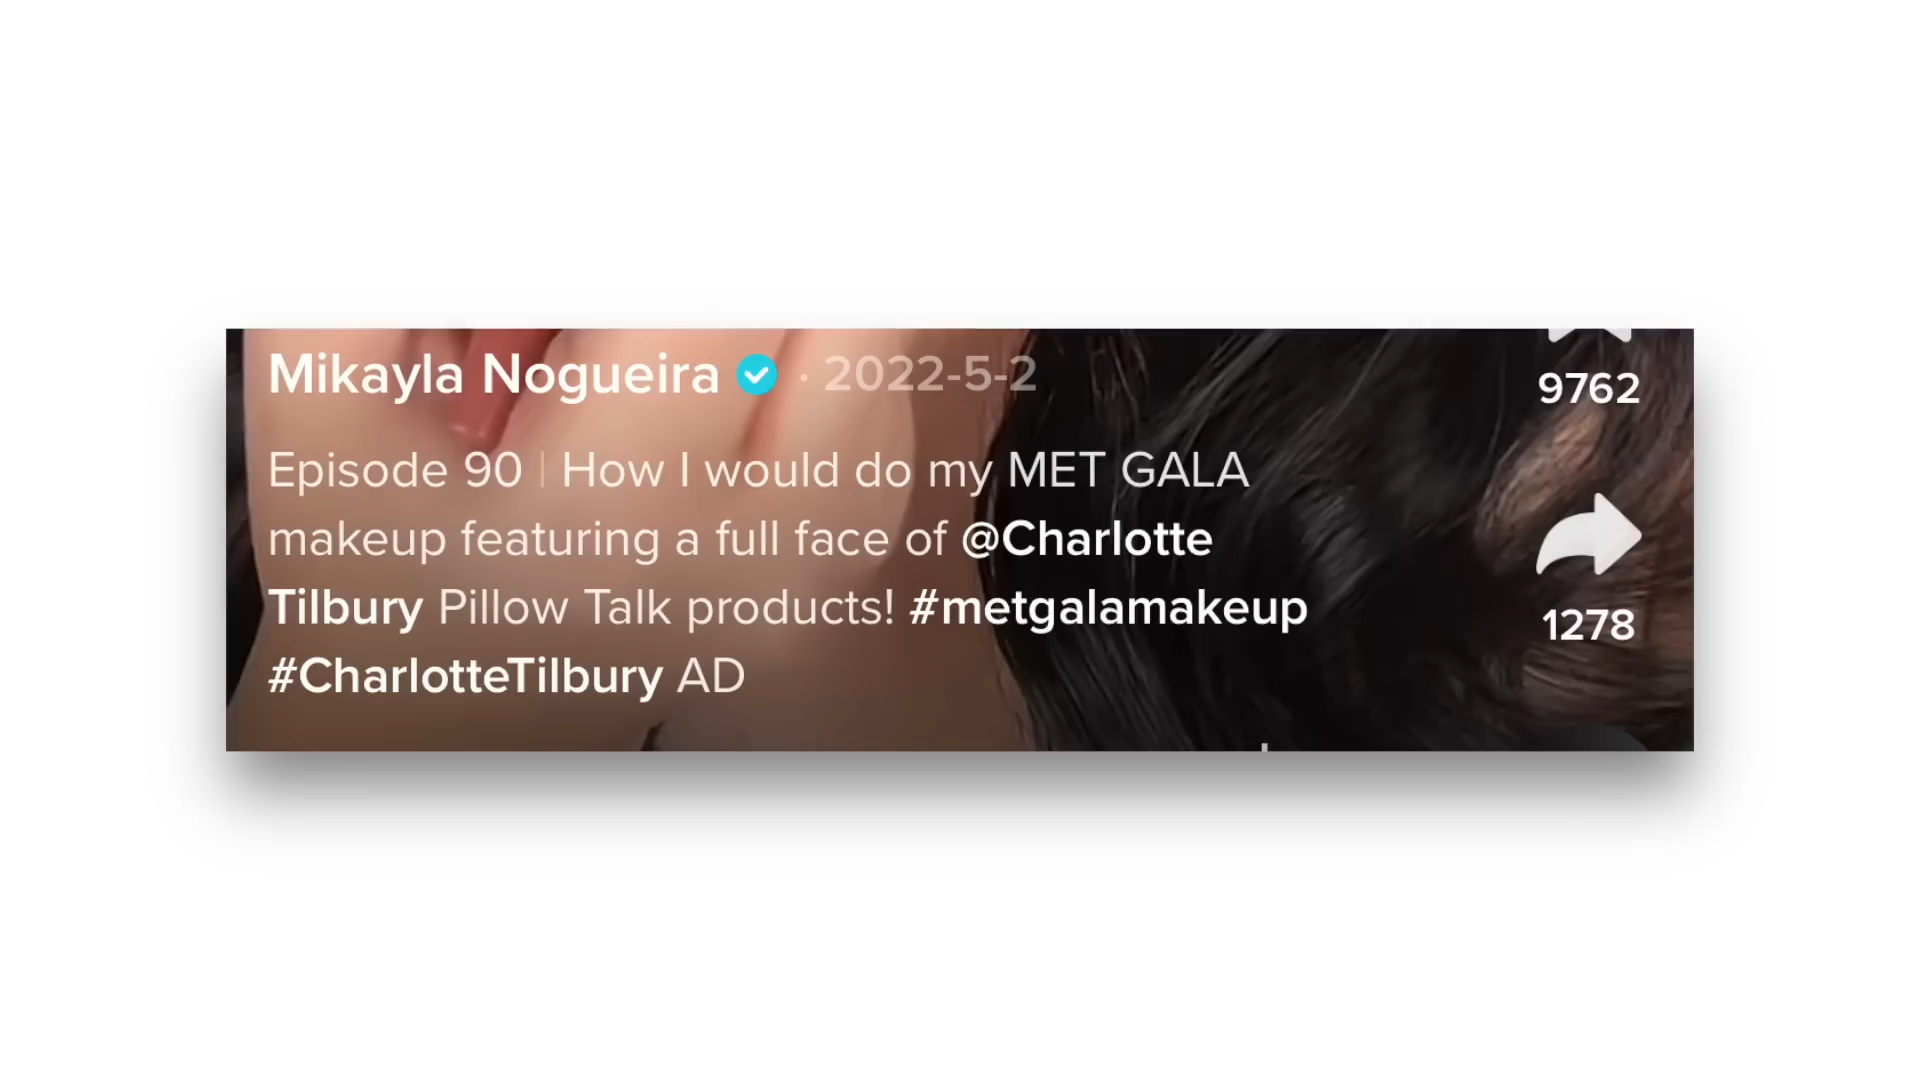 Mikayla Nogueira · 2022-5-2
9762
Episode 90 | How I would do my MET GALA
makeup featuring a full face of @Charlotte
Tilbury Pillow Talk products! #metgalamakeup
#CharlotteTilbury AD
1278